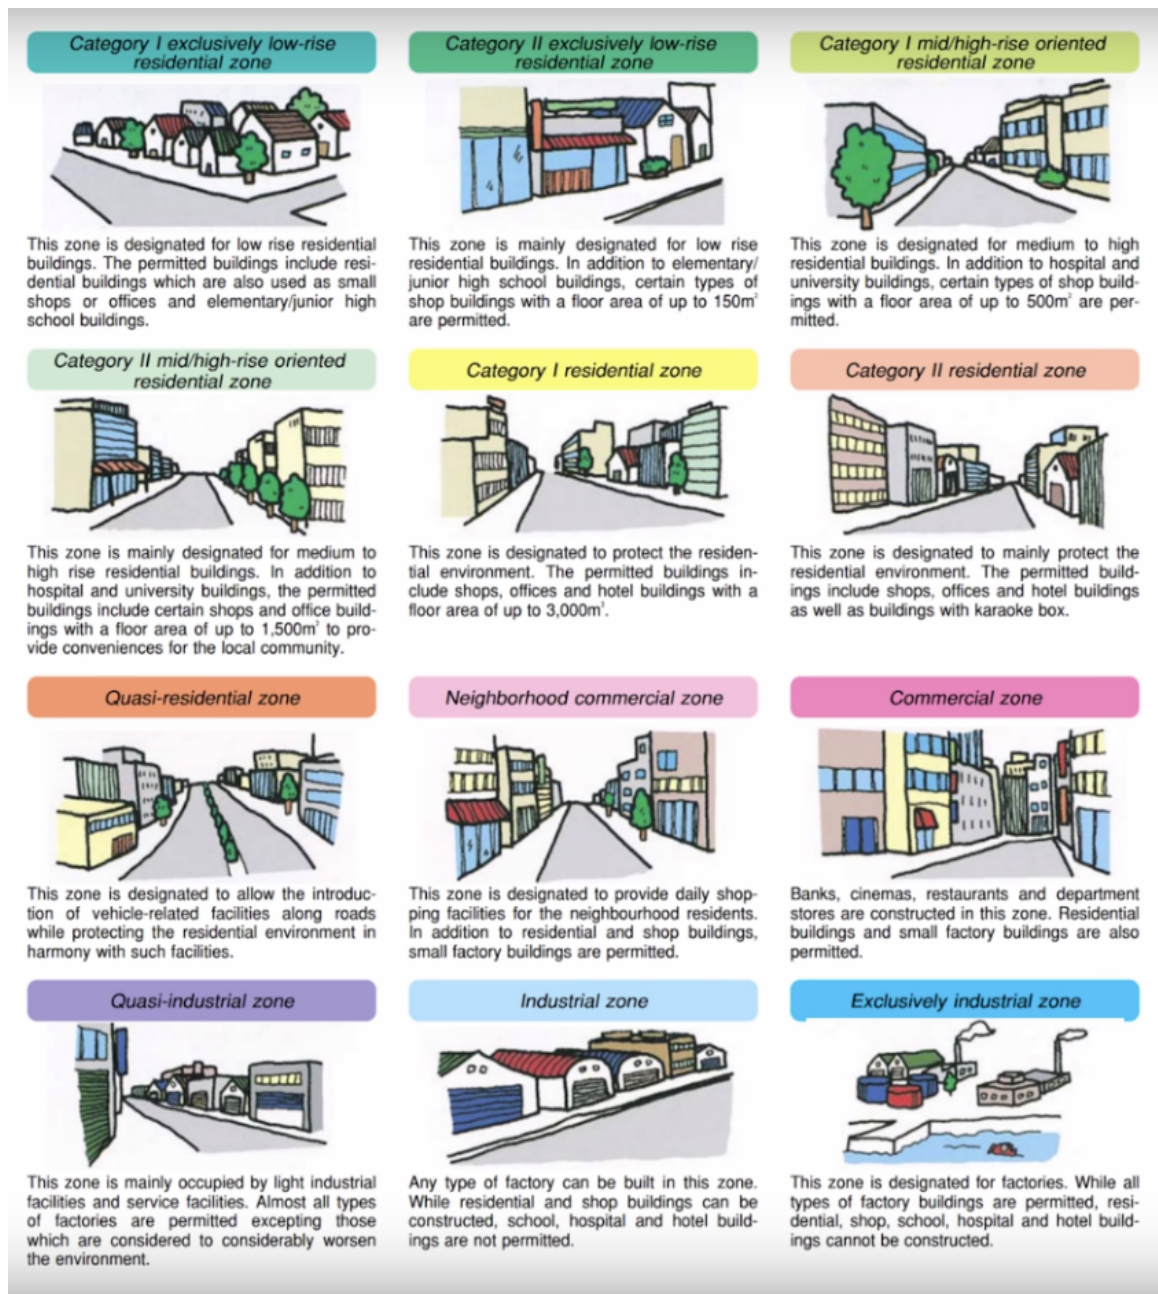 Category I exclusively low-rise
residential zone
This zone is designated for low rise residential
buildings. The permitted buildings include resi-
dential buildings which are also used as small
shops or offices and elementary/junior high
school buildings.
Category II exclusively low-rise
residential zone
This zone is mainly designated for low rise
residential buildings. In addition to elementary/
junior high school buildings, certain types of
shop buildings with a floor area of up to 150m²
are permitted.
Category I mid/high-rise oriented
residential zone
This zone is designated for medium to high
residential buildings. In addition to hospital and
university buildings, certain types of shop build-
ings with a floor area of up to 500m² are per-
mitted.
Category II mid/high-rise oriented
residential zone
This zone is mainly designated for medium to
high rise residential buildings. In addition to
hospital and university buildings, the permitted
buildings include certain shops and office build-
ings with a floor area of up to 1,500m² to pro-
vide conveniences for the local community.
Category I residential zone
This zone is designated to protect the residen-
tial environment. The permitted buildings in-
clude shops, offices and hotel buildings with a
floor area of up to 3,000m².
Category II residential zone
This zone is designated to mainly protect the
residential environment. The permitted build-
ings include shops, offices and hotel buildings
as well as buildings with karaoke box.
Quasi-residential zone
This zone is designated to allow the introduc-
tion of vehicle-related facilities along roads
while protecting the residential environment in
harmony with such facilities.
Neighborhood commercial zone
This zone is designated to provide daily shop-
ping facilities for the neighbourhood residents.
In addition to residential and shop buildings,
small factory buildings are permitted.
Commercial zone
Banks, cinemas, restaurants and department
stores are constructed in this zone. Residential
buildings and small factory buildings are also
permitted.
Quasi-industrial zone
This zone is mainly occupied by light industrial
facilities and service facilities. Almost all types
of factories are permitted excepting those
which are considered to considerably worsen
the environment.
Industrial zone
Any type of factory can be built in this zone.
While residential and shop buildings can be
constructed, school, hospital and hotel build-
ings are not permitted.
Exclusively industrial zone
This zone is designated for factories. While all
types of factory buildings are permitted, resi-
dential, shop, school, hospital and hotel build-
ings cannot be constructed.